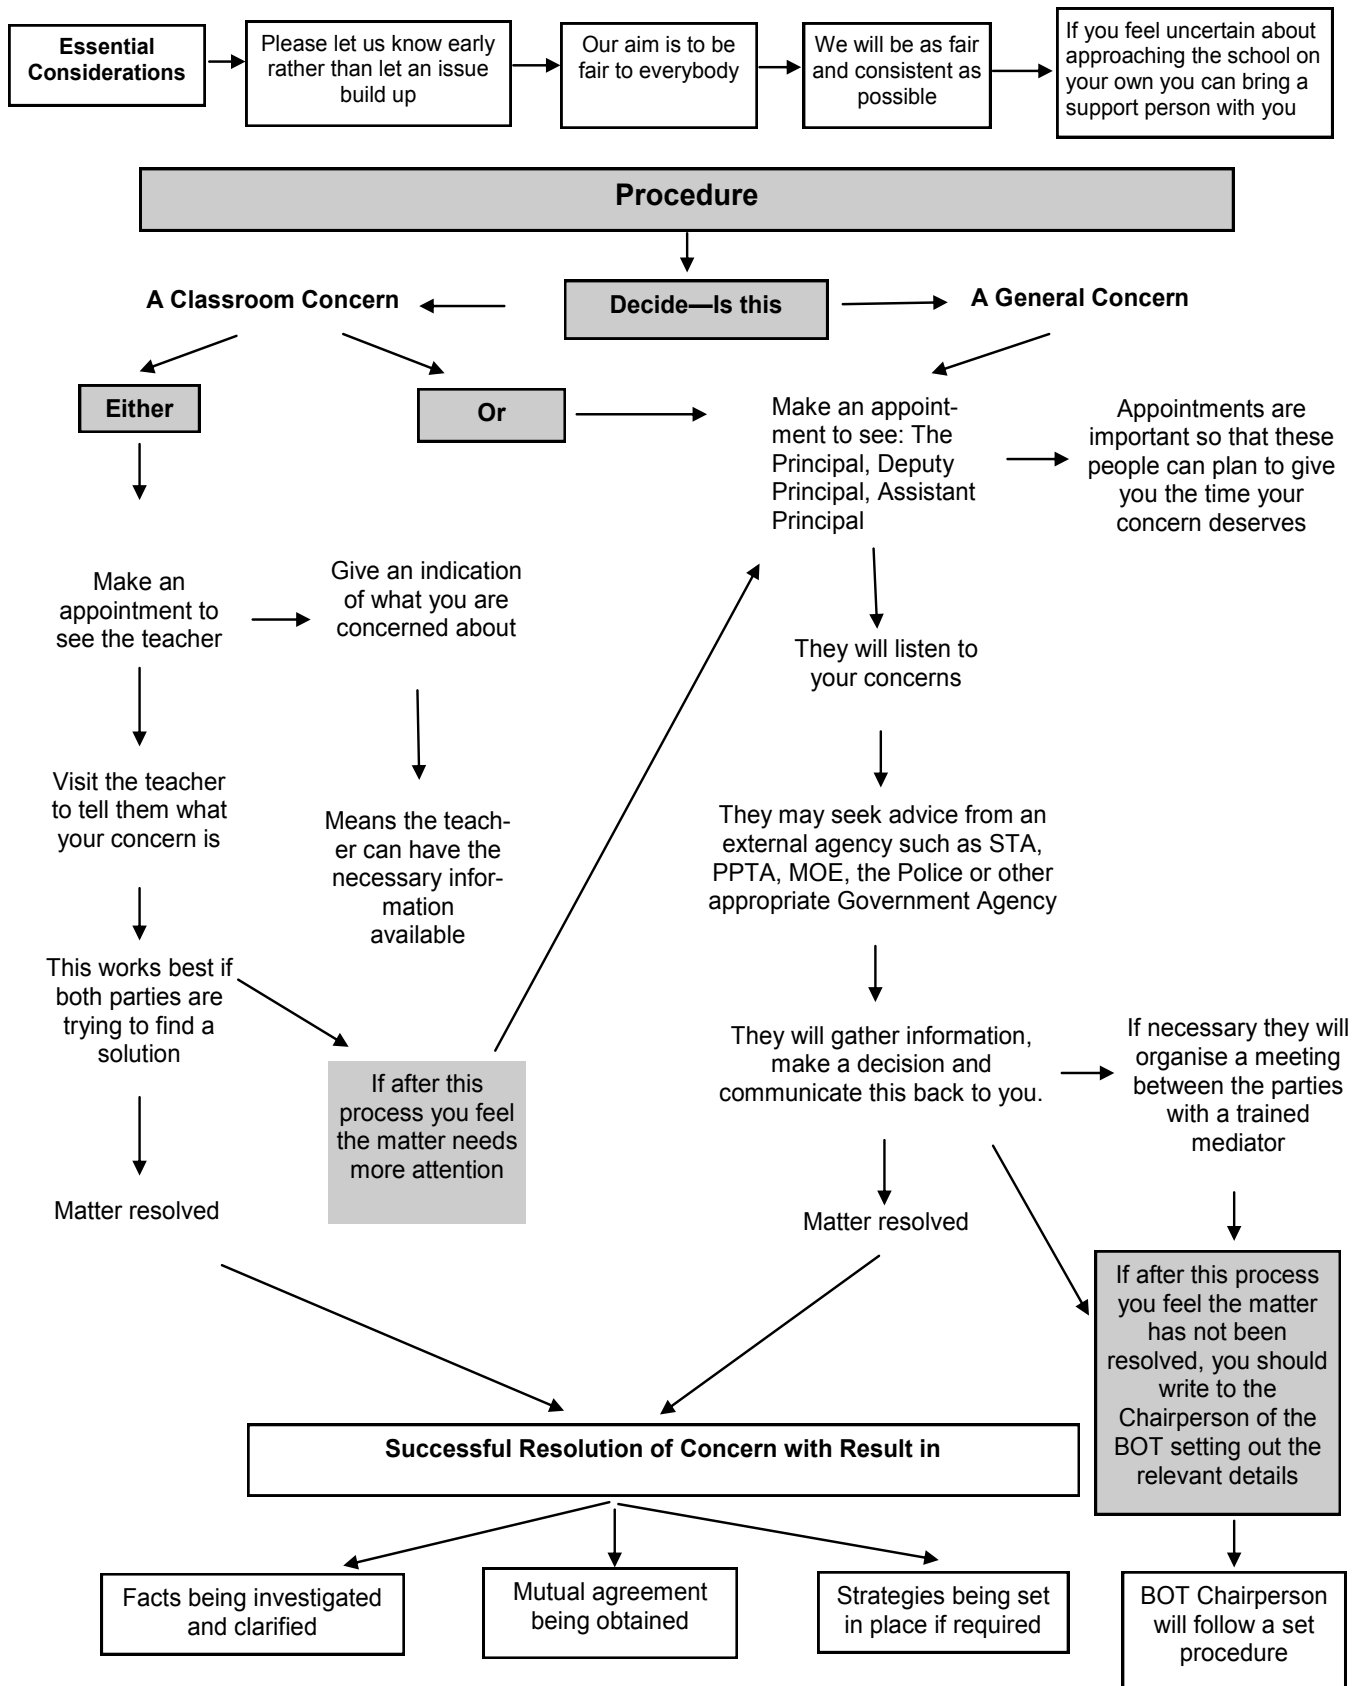 Essential
Considerations
Please let us know early
rather than let an issue
build up
Our aim is to be
fair to everybody
We will be as fair
and consistent as
possible
If you feel uncertain about
approaching the school on
your own you can bring a
support person with you
Procedure
A Classroom Concern
Decide—Is this
A General Concern
Either
Or
Make an appoint-
ment to see: The
Principal, Deputy
Principal, Assistant
Principal
Appointments are
important so that these
people can plan to give
you the time your
concern deserves
Make an
appointment to
see the teacher
Give an indication
of what you are
concerned about
They will listen to
your concerns
Visit the teacher
to tell them what
your concern is
Means the teach-
er can have the
necessary infor-
mation
available
They may seek advice from an
external agency such as STA,
PPTA, MOE, the Police or other
appropriate Government Agency
This works best if
both parties are
trying to find a
solution
If after this
process you feel
the matter needs
more attention
They will gather information,
make a decision and
communicate this back to you.
If necessary they will
organise a meeting
between the parties
with a trained
mediator
Matter resolved
Matter resolved
If after this process
you feel the matter
has not been
resolved, you should
write to the
Chairperson of the
BOT setting out the
relevant details
Successful Resolution of Concern with Result in
Facts being investigated
and clarified
Mutual agreement
being obtained
Strategies being set
in place if required
BOT Chairperson
will follow a set
procedure